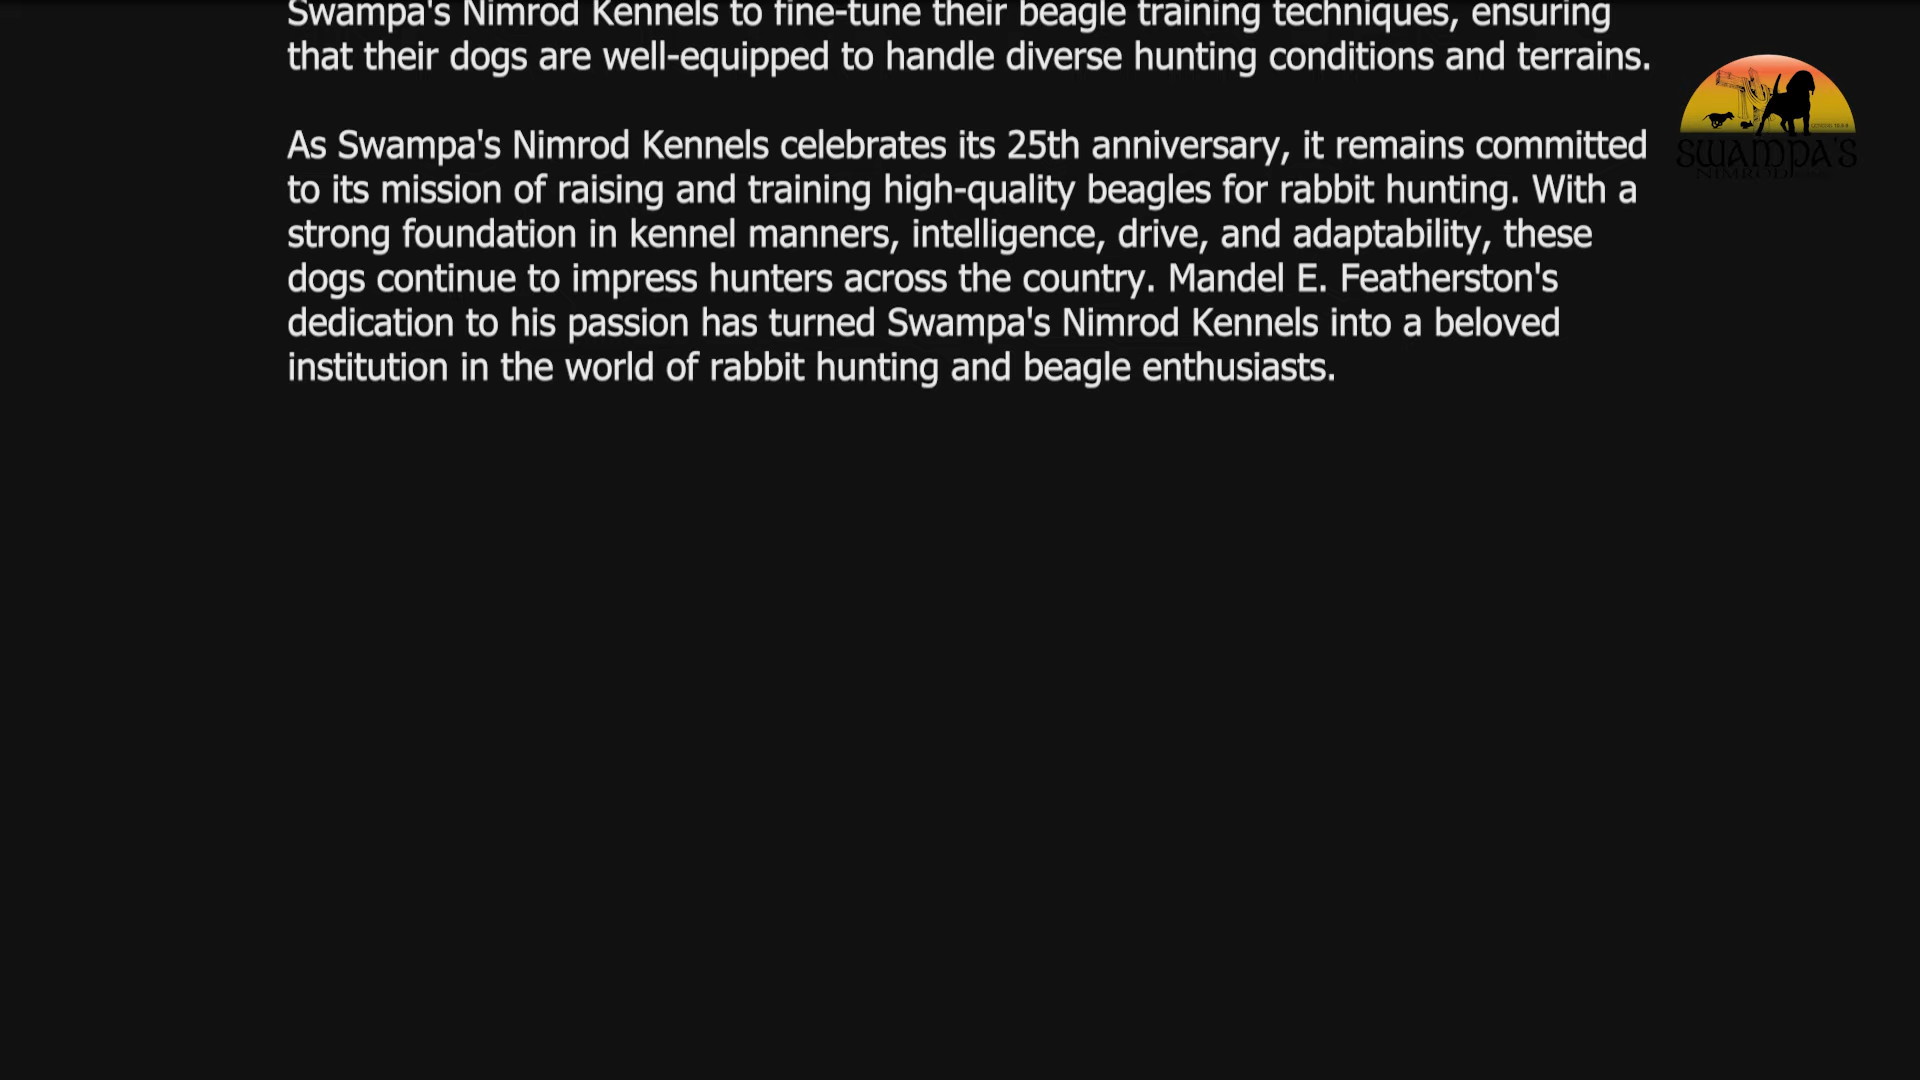 Swampa's Nimrod Kennels to fine-tune their beagle training techniques, ensuring
that their dogs are well-equipped to handle diverse hunting conditions and terrains.
As Swampa's Nimrod Kennels celebrates its 25th anniversary, it remains committed
to its mission of raising and training high-quality beagles for rabbit hunting. With a
strong foundation in kennel manners, intelligence, drive, and adaptability, these
dogs continue to impress hunters across the country. Mandel E. Featherston's
dedication to his passion has turned Swampa's Nimrod Kennels into a beloved
institution in the world of rabbit hunting and beagle enthusiasts.
SWAMPA'S
NIMROD